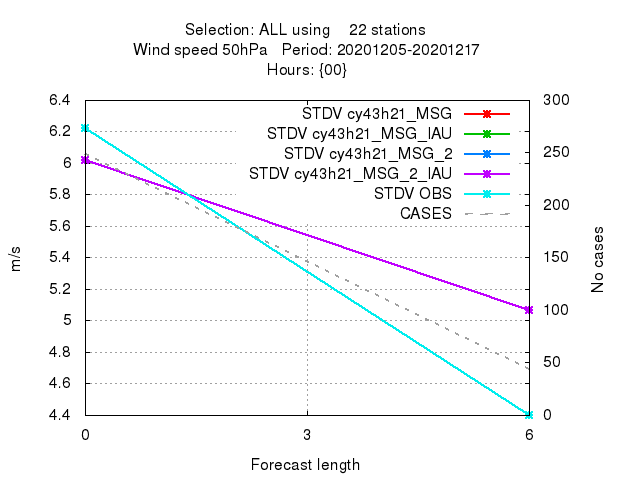 Selection: ALL using    22 stations
Wind speed 50hPa   Period: 20201205-20201217
Hours: {00}
6.4
6.2
6
5.8
5.6
5.4
5.2
5
4.8
4.6
4.4
300
250
200
150
100
50
0
STDV cy43h21_MSG
STDV cy43h21_MSG_IAU
STDV cy43h21_MSG_2
STDV cy43h21_MSG_2_IAU
STDV OBS
CASES
m/s
No cases
0
3
6
Forecast length